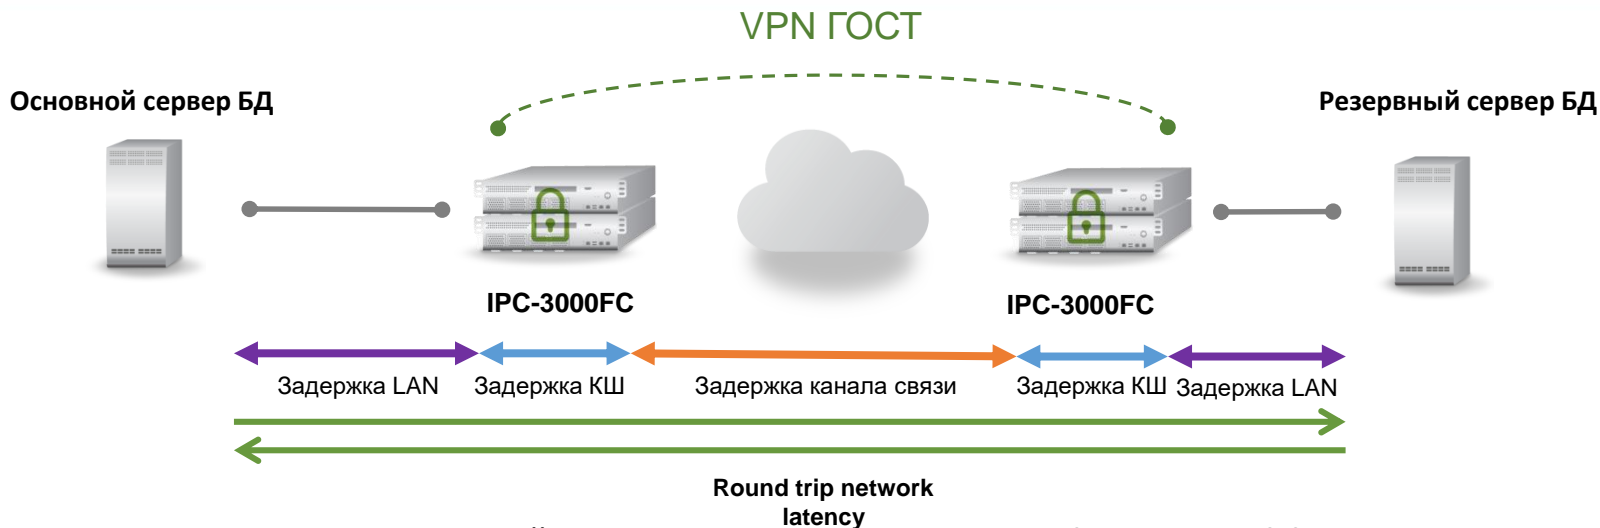 VPN ГОСТ
Основной сервер БД
Резервный сервер БД
IPC-3000FC
IPC-3000FC
Задержка LAN
Задержка КШ
Задержка канала связи
Задержка КШ
Задержка LAN
Round trip network
latency